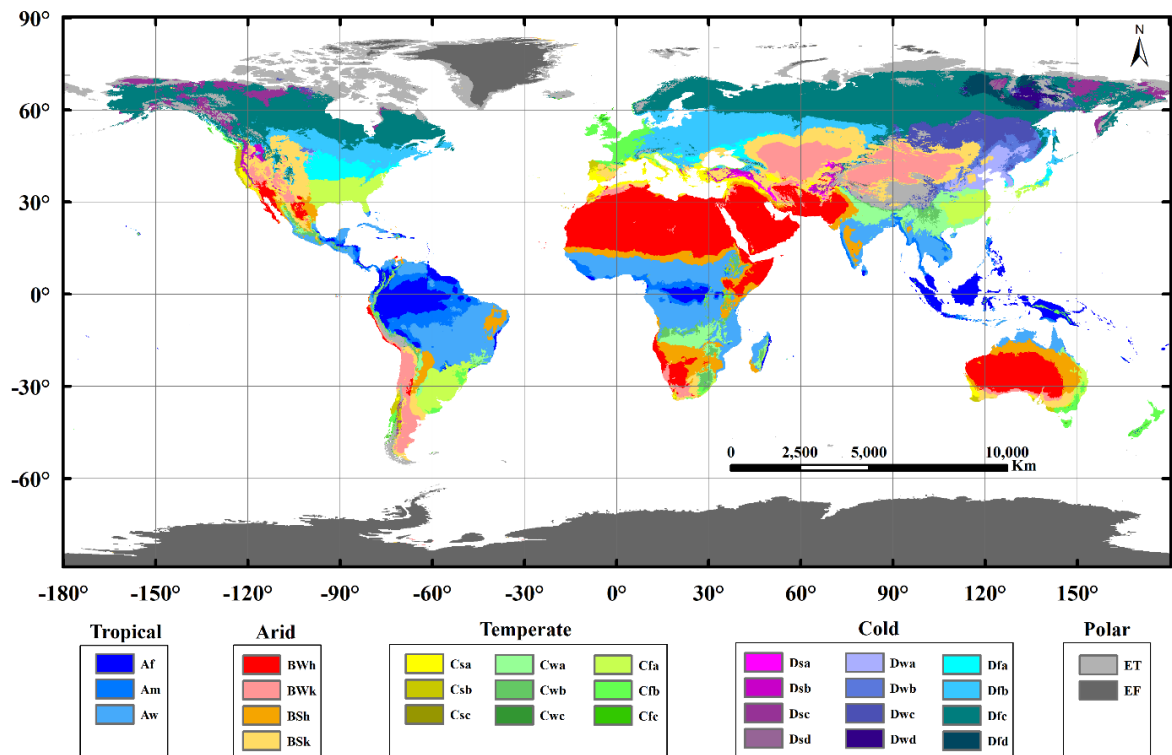 90°
N
60°
30°
0°
-30°
0 2,500 5,000 10,000
Km
-60°
-180° -150° -120° -90° -60° -30° 0° 30° 60° 90° 120° 150°
Tropical Arid Temperate Cold Polar
Af BWh Csa Cwa Cfa Dsa Dwa Dfa ET
Am BWk Csb Cwb Cfb Dsb Dwb Dfb EF
Aw BSh Csc Cwc Cfc Dsc Dwc Dfc
BSk Dsd Dwd Dfd